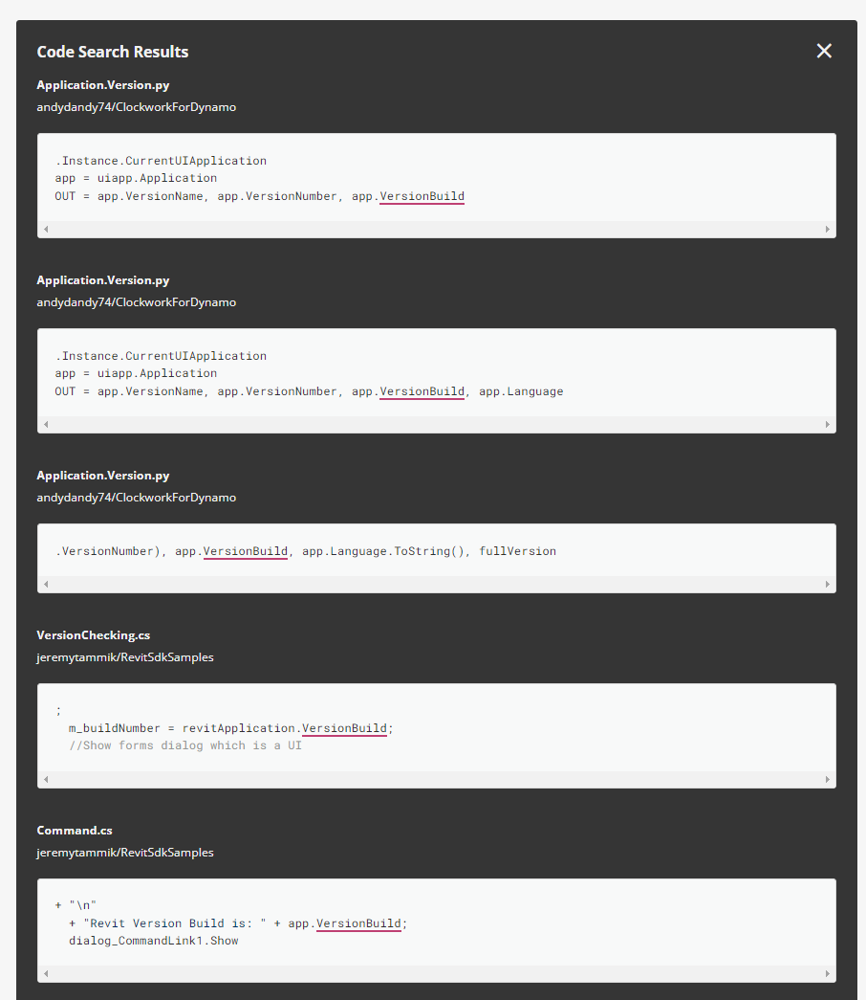 Code Search Results
Application.Version.py
andydandy74/ClockworkForDynamo
.Instance.CurrentUIApplication
app = uiapp.Application
OUT = app.VersionName, app.VersionNumber, app.VersionBuild
Application.Version.py
andydandy74/ClockworkForDynamo
.Instance.CurrentUIApplication
app = uiapp.Application
OUT = app.VersionName, app.VersionNumber, app.VersionBuild, app.Language
Application.Version.py
andydandy74/ClockworkForDynamo
.VersionNumber), app.VersionBuild, app.Language.ToString(), fullVersion
VersionChecking.cs
jeremytammik/RevitSdkSamples
;
m_buildNumber = revitApplication.VersionBuild;
//Show forms dialog which is a UI
Command.cs
jeremytammik/RevitSdkSamples
+ "\n"
+ "Revit Version Build is: " + app.VersionBuild;
dialog_CommandLink1.Show